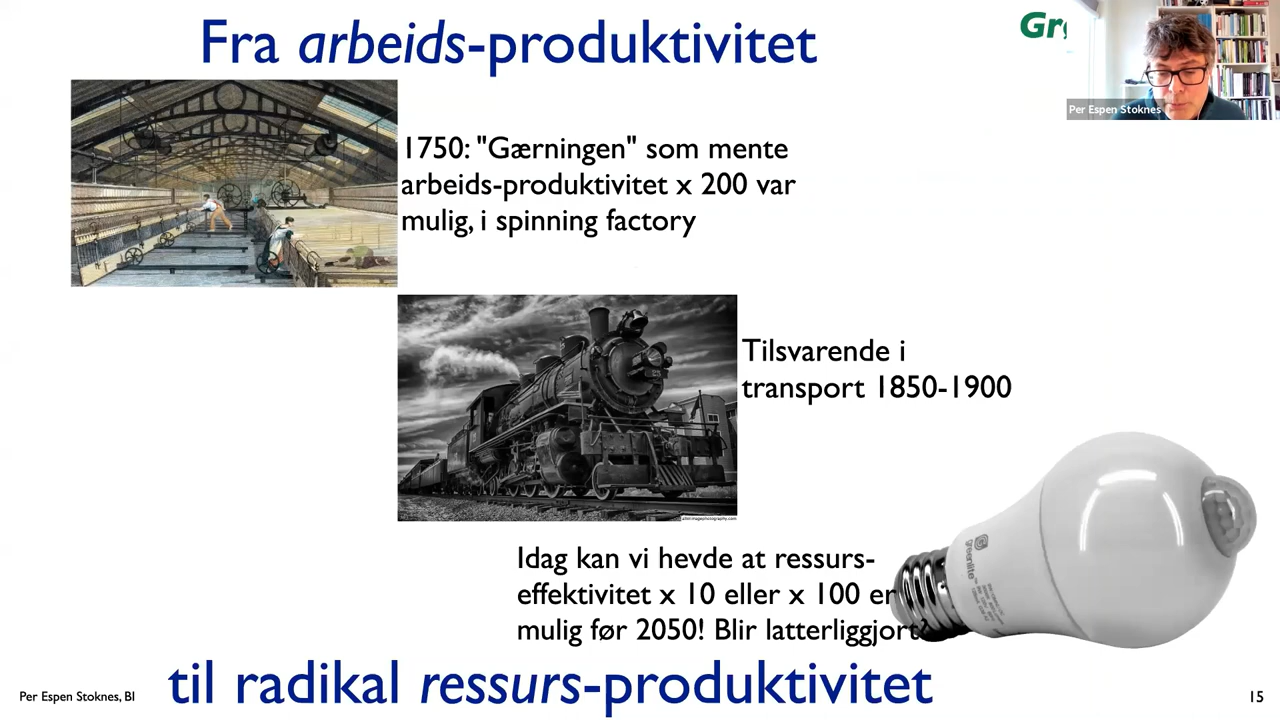 Fra arbeids-produktivitet
Gr
Per Espen Stoknes
1750: "Gærningen" som mente
arbeids-produktivitet x 200 var
mulig, i spinning factory
Tilsvarende i
transport 1850-1900
Idag kan vi hevde at ressurs-
effektivitet x 10 eller x 100 er
mulig før 2050! Blir latterliggjort?
greenlite
til radikal ressurs-produktivitet
Per Espen Stoknes, BI
15